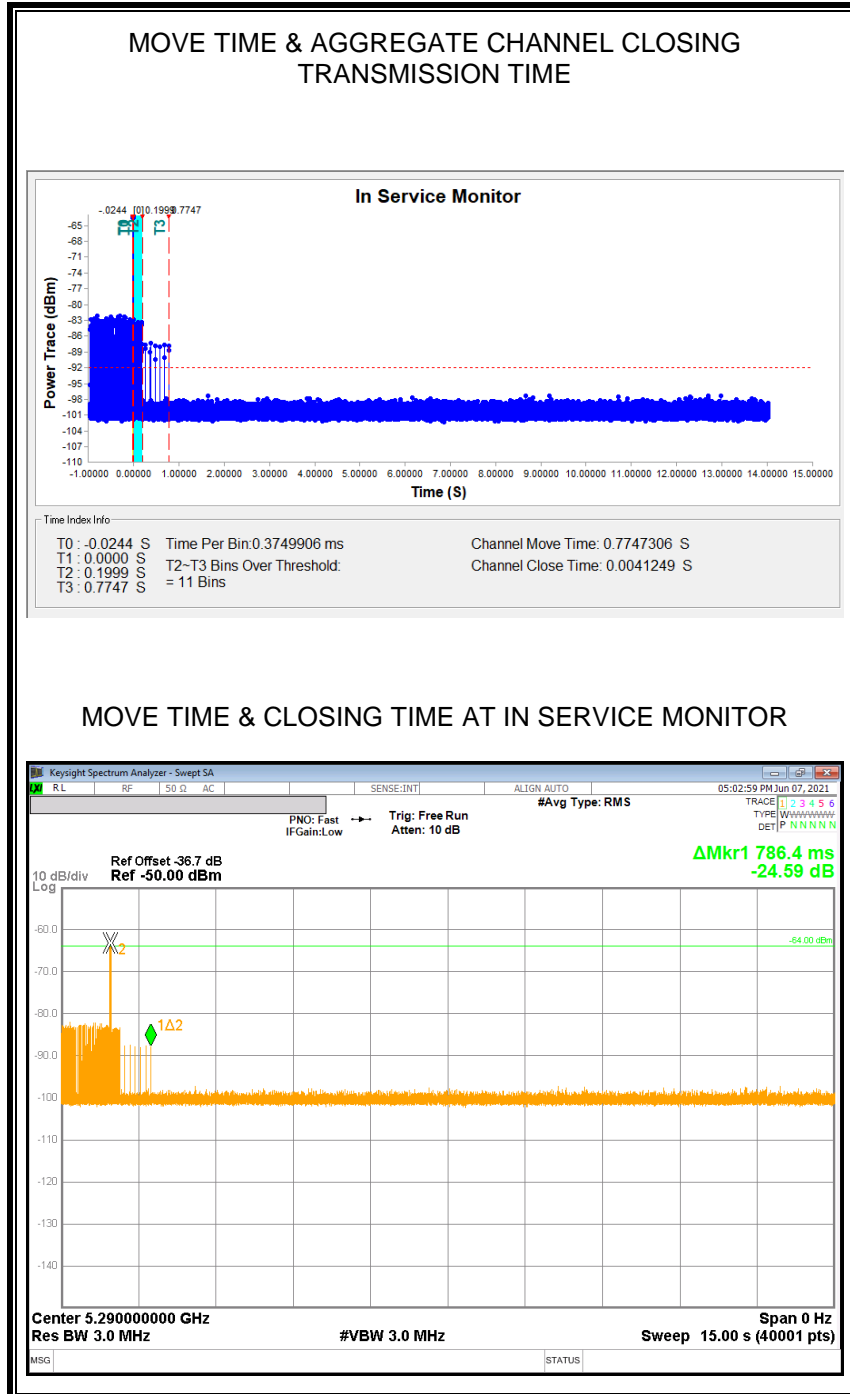 MOVE TIME & AGGREGATE CHANNEL CLOSING
TRANSMISSION TIME
In Service Monitor
-.0244 [0]0.1999 0.7747
T2
T3
Power Trace (dBm)
-65
-68
-71
-74
-77
-80
-83
-86
-89
-92
-95
-98
-101
-104
-107
-110
-1.00000 0.00000 1.00000 2.00000 3.00000 4.00000 5.00000 6.00000 7.00000 8.00000 9.00000 10.00000 11.00000 12.00000 13.00000 14.00000 15.00000
Time (S)
Time Index Info
T0 : -0.0244 S
T1 : 0.0000 S
T2 : 0.1999 S
T3 : 0.7747 S
Time Per Bin:0.3749906 ms
T2~T3 Bins Over Threshold:
= 11 Bins
Channel Move Time: 0.7747306 S
Channel Close Time: 0.0041249 S
MOVE TIME & CLOSING TIME AT IN SERVICE MONITOR
Keysight Spectrum Analyzer - Swept SA
LXI RL RF 50 Ω AC SENSE:INT ALIGN AUTO 05:02:59 PM Jun 07, 2021
PNO: Fast
IFGain:Low
Trig: Free Run
Atten: 10 dB
#Avg Type: RMS
TRACE 1 2 3 4 5 6
TYPE WWWWWW
DET P NNNNN
ΔMkr1 786.4 ms
-24.59 dB
Ref Offset -36.7 dB
10 dB/div Ref -50.00 dBm
Log
-60.0
-64.00 dBm
2
-70.0
-80.0
1Δ2
-90.0
-100
-110
-120
-130
-140
Center 5.290000000 GHz Span 0 Hz
Res BW 3.0 MHz #VBW 3.0 MHz Sweep 15.00 s (40001 pts)
MSG STATUS